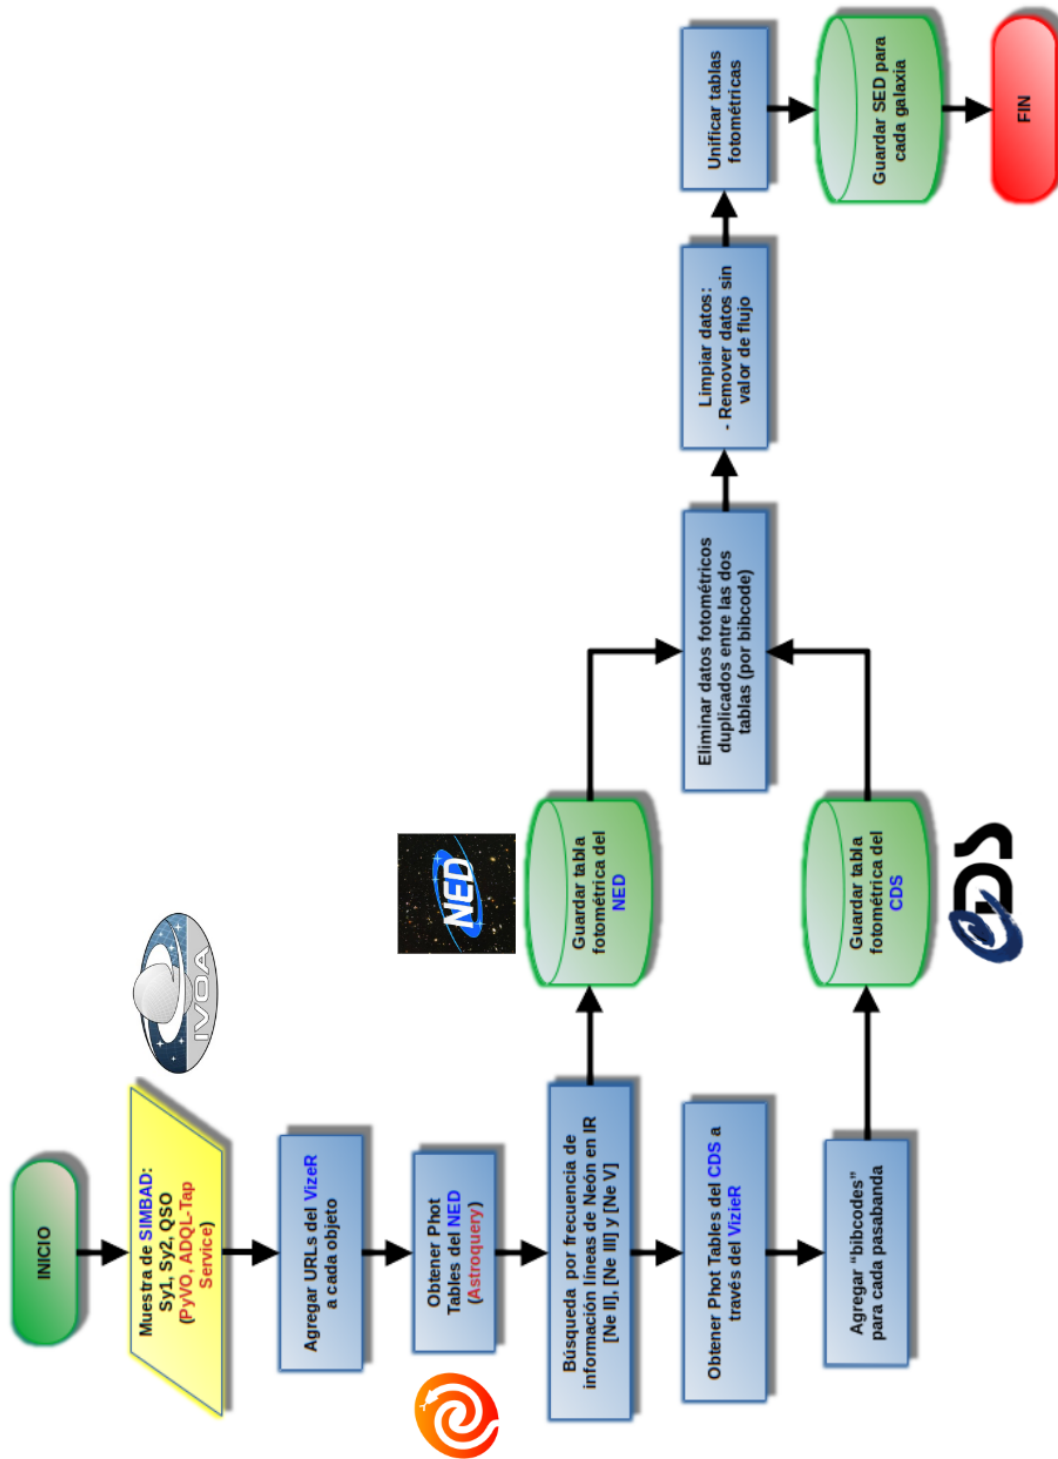 INICIO
Muestra de SIMBAD:
Sy1, Sy2, QSO
(PyVO, ADQL-Tap
Service)
IVOA
Agregar URLs del VizeR
a cada objeto
Obtener Phot
Tables del NED
(Astroquery)
Búsqueda por frecuencia de
información líneas de Neón en IR
[Ne II], [Ne III] y [Ne V]
NED
Guardar tabla
fotométrica del
NED
Obtener Phot Tables del CDS a
través del VizieR
Agregar “bibcodes”
para cada pasabanda
Guardar tabla
fotométrica del
CDS
CDS
Eliminar datos fotométricos
duplicados entre las dos
tablas (por bibcode)
Limpiar datos:
- Remover datos sin
valor de flujo
Unificar tablas
fotométricas
Guardar SED para
cada galaxia
FIN